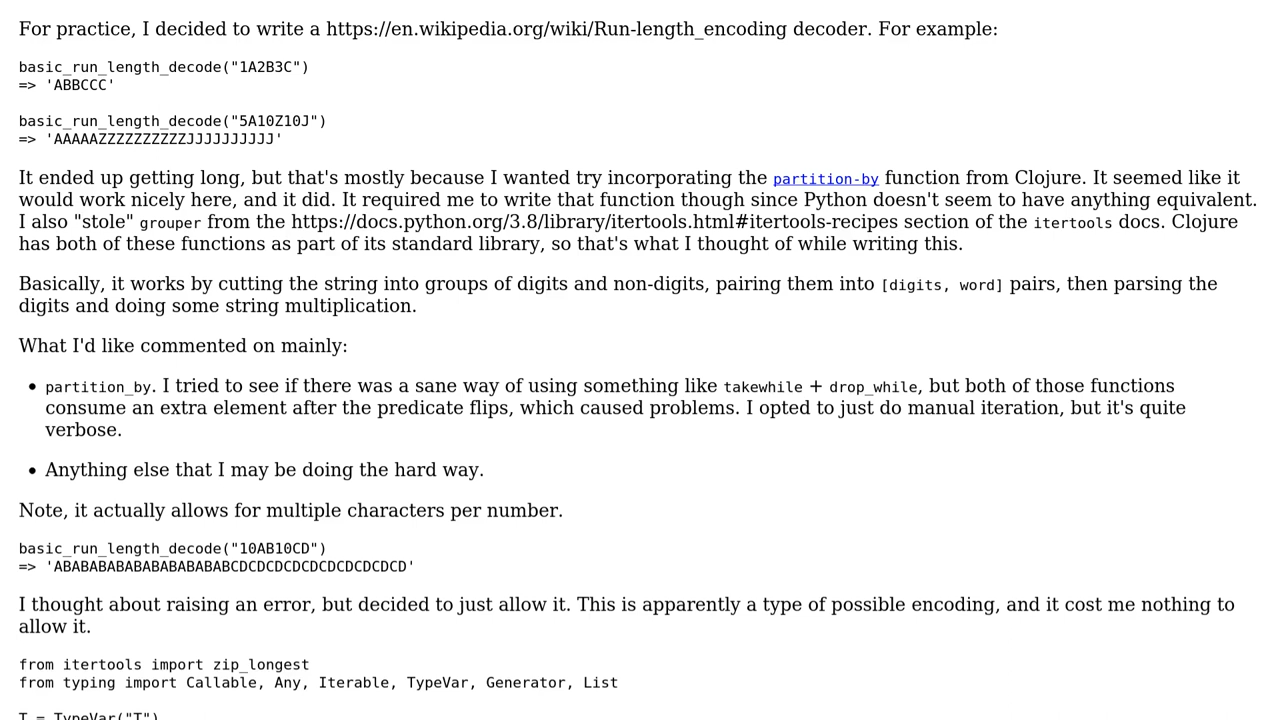 For practice, I decided to write a https://en.wikipedia.org/wiki/Run-length_encoding decoder. For example:
basic_run_length_decode("1A2B3C")
=> 'ABBCCC'
basic_run_length_decode("5A10Z10J")
=> 'AAAAAZZZZZZZZZZJJJJJJJJJJ'
It ended up getting long, but that's mostly because I wanted try incorporating the partition-by function from Clojure. It seemed like it
would work nicely here, and it did. It required me to write that function though since Python doesn't seem to have anything equivalent.
I also "stole" grouper from the https://docs.python.org/3.8/library/itertools.html#itertools-recipes section of the itertools docs. Clojure
has both of these functions as part of its standard library, so that's what I thought of while writing this.
Basically, it works by cutting the string into groups of digits and non-digits, pairing them into [digits, word] pairs, then parsing the
digits and doing some string multiplication.
What I'd like commented on mainly:
• partition_by. I tried to see if there was a sane way of using something like takewhile + drop_while, but both of those functions
consume an extra element after the predicate flips, which caused problems. I opted to just do manual iteration, but it's quite
verbose.
• Anything else that I may be doing the hard way.
Note, it actually allows for multiple characters per number.
basic_run_length_decode("10AB10CD")
=> 'ABABABABABABABABABABCDCDCDCDCDCDCDCDCDCD'
I thought about raising an error, but decided to just allow it. This is apparently a type of possible encoding, and it cost me nothing to
allow it.
from itertools import zip_longest
from typing import Callable, Any, Iterable, TypeVar, Generator, List
T = TypeVar("T")